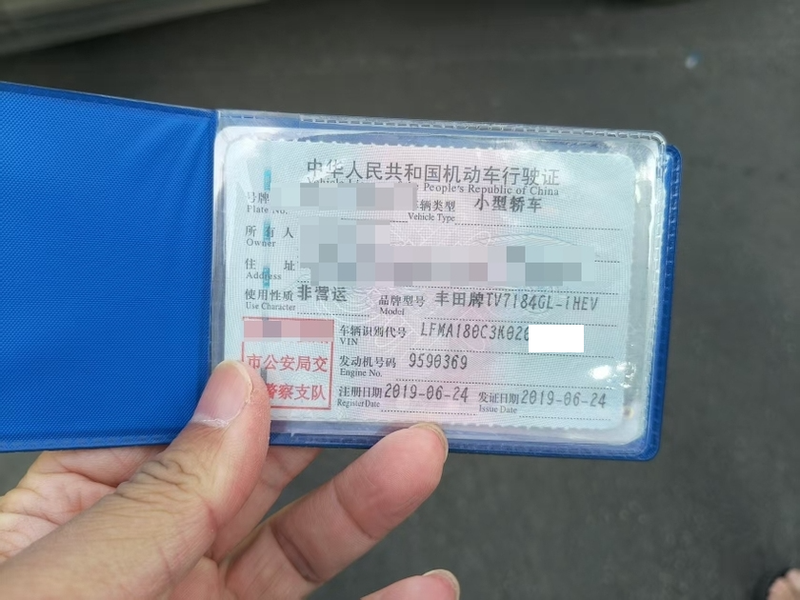 中华人民共和国机动车行驶证
People's Republic of China
号牌
Plate No.
车辆类型 小型轿车
Vehicle Type
所有人
Owner
住址
Address
使用性质 非营运 品牌型号 丰田牌TV7184GL-iHEV
Use Character Model
车辆识别代号 LFMA180C3K026
VIN
市公安局交
警察支队
发动机号码 9590369
Engine No.
注册日期 2019-06-24 发证日期 2019-06-24
Register Date Issue Date